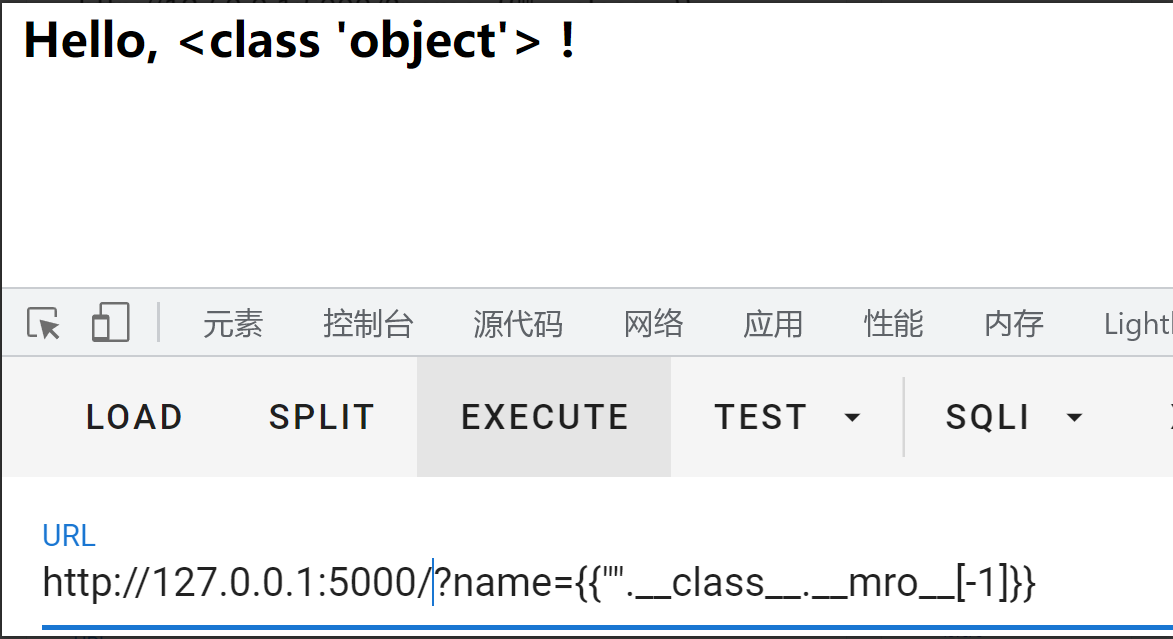 Hello, <class 'object'> !
元素 控制台 源代码 网络 应用 性能 内存
LOAD SPLIT EXECUTE TEST SQLI
URL
http://127.0.0.1:5000/?name={{"".__class__.__mro__[-1]}}